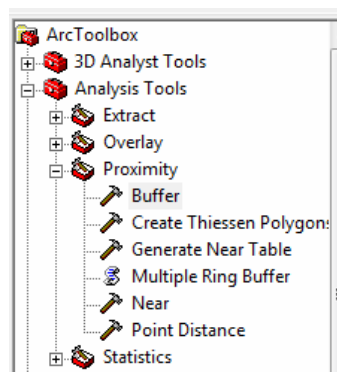 ArcToolbox
3D Analyst Tools
Analysis Tools
Extract
Overlay
Proximity
Buffer
Create Thiessen Polygons
Generate Near Table
Multiple Ring Buffer
Near
Point Distance
Statistics